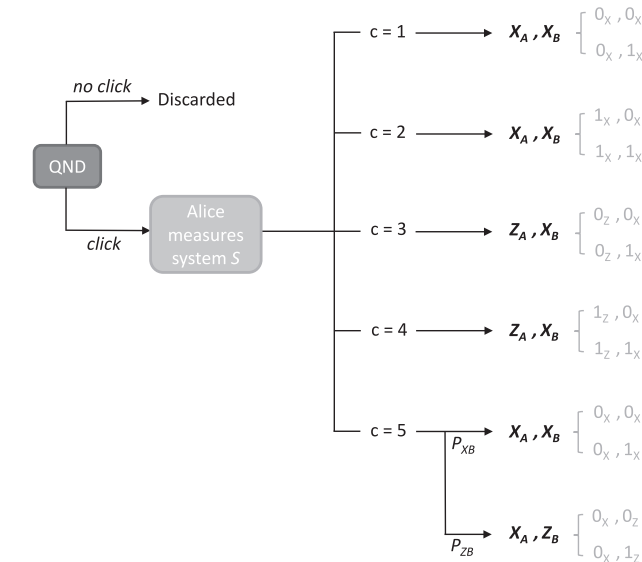 c = 1 X_A , X_B 0_X , 0_X
0_X , 1_X
no click Discarded
c = 2 X_A , X_B 1_X , 0_X
1_X , 1_X
QND
click
Alice
measures
system S
c = 3 Z_A , X_B 0_Z , 0_X
0_Z , 1_X
c = 4 Z_A , X_B 1_Z , 0_X
1_Z , 1_X
c = 5 P_XB X_A , X_B 0_X , 0_X
0_X , 1_X
P_ZB X_A , Z_B 0_X , 0_Z
0_X , 1_Z